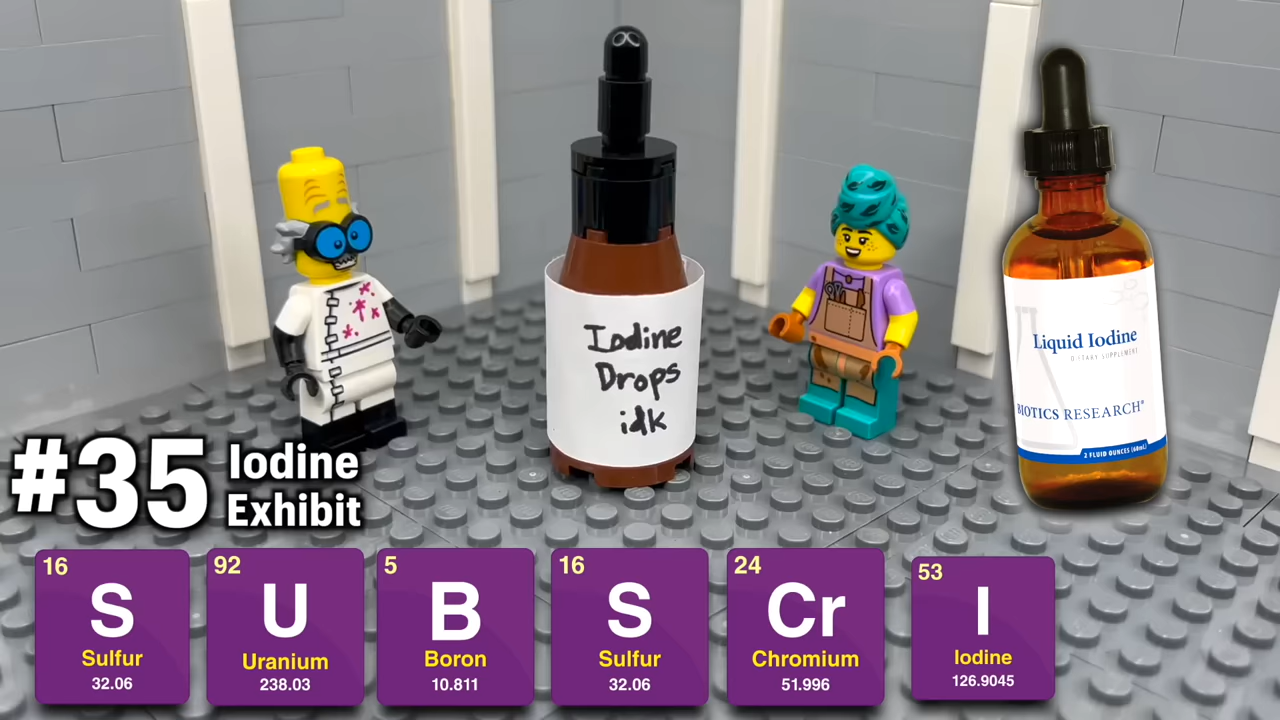 Iodine
Drops
idk
Liquid Iodine
DIETARY SUPPLEMENT
BIOTICS RESEARCH®
2 FLUID OUNCES (60mL)
#35 Iodine
Exhibit
16
S
Sulfur
32.06
92
U
Uranium
238.03
5
B
Boron
10.811
16
S
Sulfur
32.06
24
Cr
Chromium
51.996
53
I
Iodine
126.9045